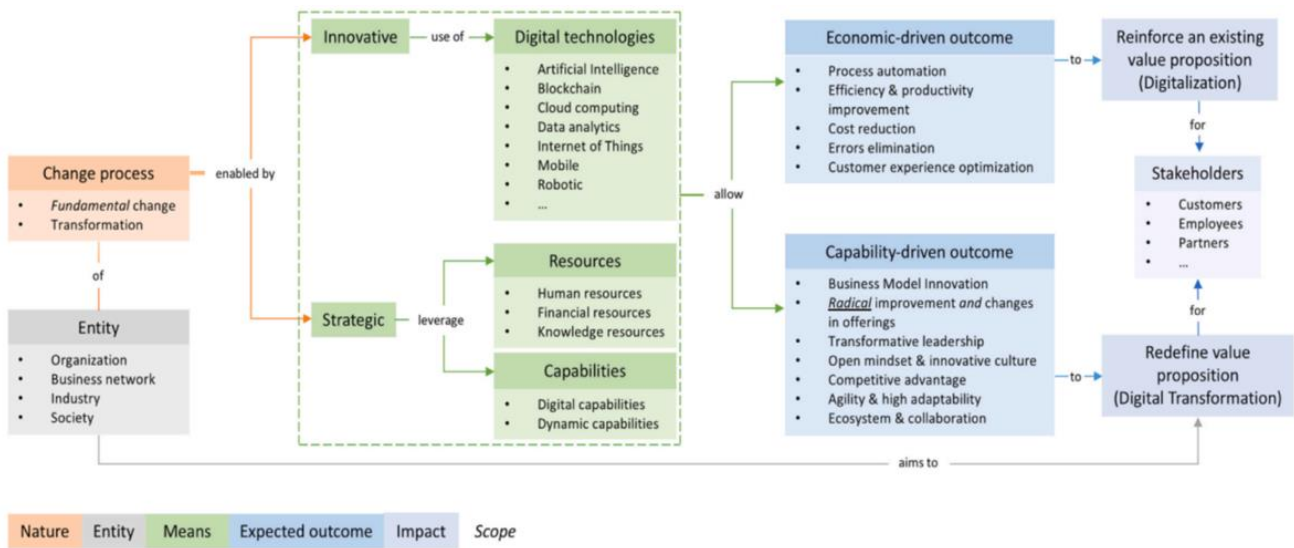 Change process
• Fundamental change
• Transformation
of
Entity
• Organization
• Business network
• Industry
• Society
enabled by
Innovative
use of
Digital technologies
• Artificial Intelligence
• Blockchain
• Cloud computing
• Data analytics
• Internet of Things
• Mobile
• Robotic
• ...
Strategic
leverage
Resources
• Human resources
• Financial resources
• Knowledge resources
Capabilities
• Digital capabilities
• Dynamic capabilities
allow
Economic-driven outcome
• Process automation
• Efficiency & productivity
improvement
• Cost reduction
• Errors elimination
• Customer experience optimization
to
Reinforce an existing
value proposition
(Digitalization)
for
Stakeholders
• Customers
• Employees
• Partners
• ...
Capability-driven outcome
• Business Model Innovation
• Radical improvement and changes
in offerings
• Transformative leadership
• Open mindset & innovative culture
• Competitive advantage
• Agility & high adaptability
• Ecosystem & collaboration
to
for
Redefine value
proposition
(Digital Transformation)
aims to
Nature Entity Means Expected outcome Impact Scope